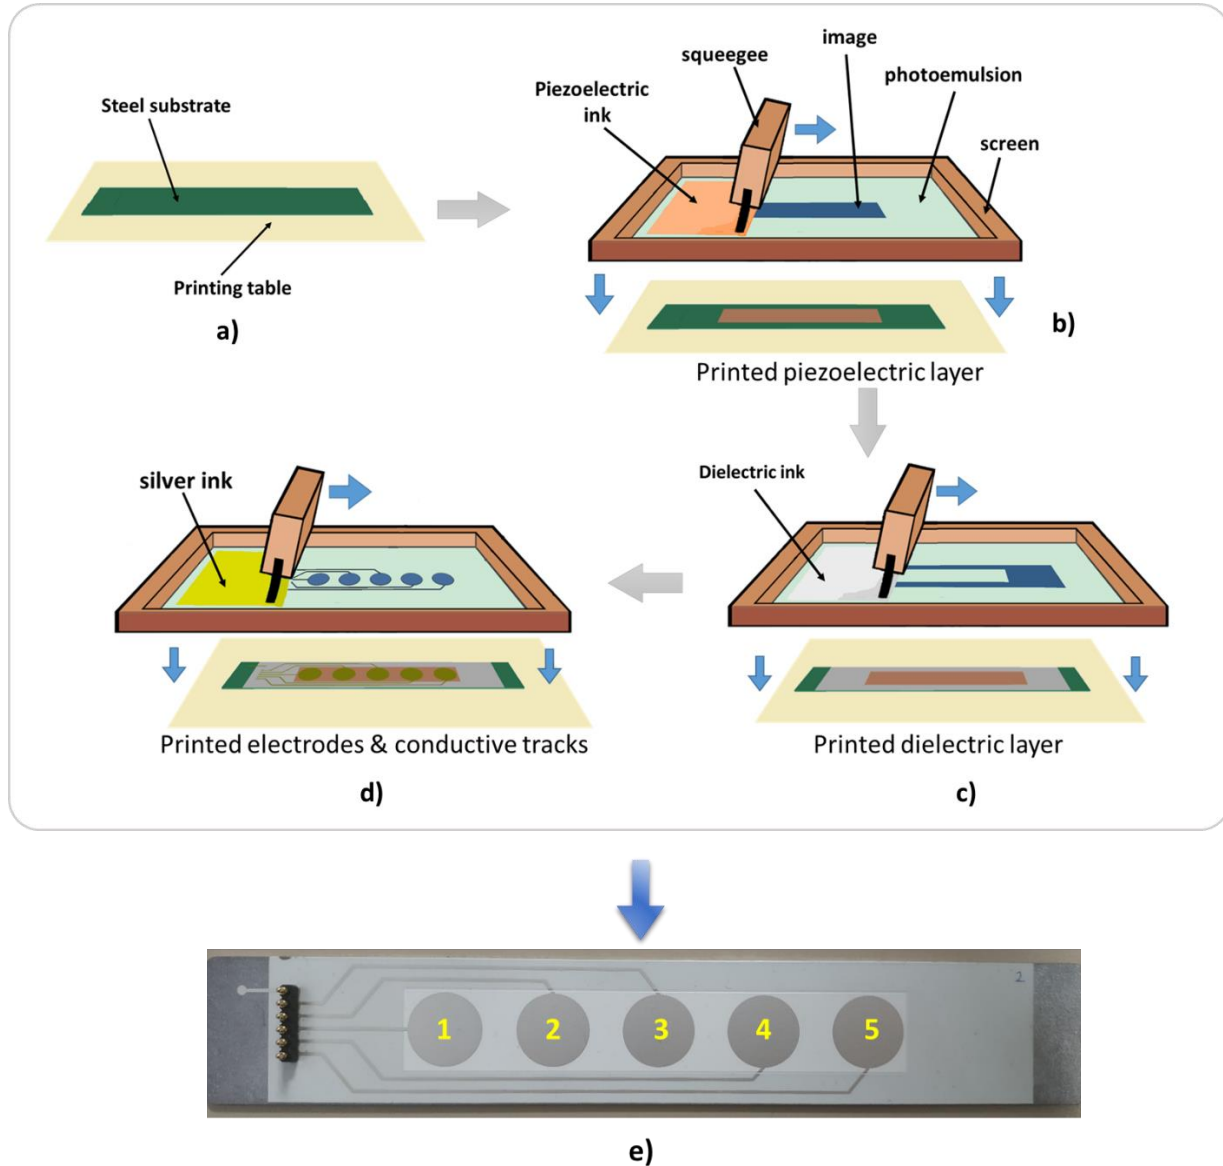 Steel substrate
Printing table
a)
Piezoelectric
ink
squeegee
image
photoemulsion
screen
b)
Printed piezoelectric layer
silver ink
Printed electrodes & conductive tracks
d)
Dielectric ink
Printed dielectric layer
c)
1 2 3 4 5
2
e)